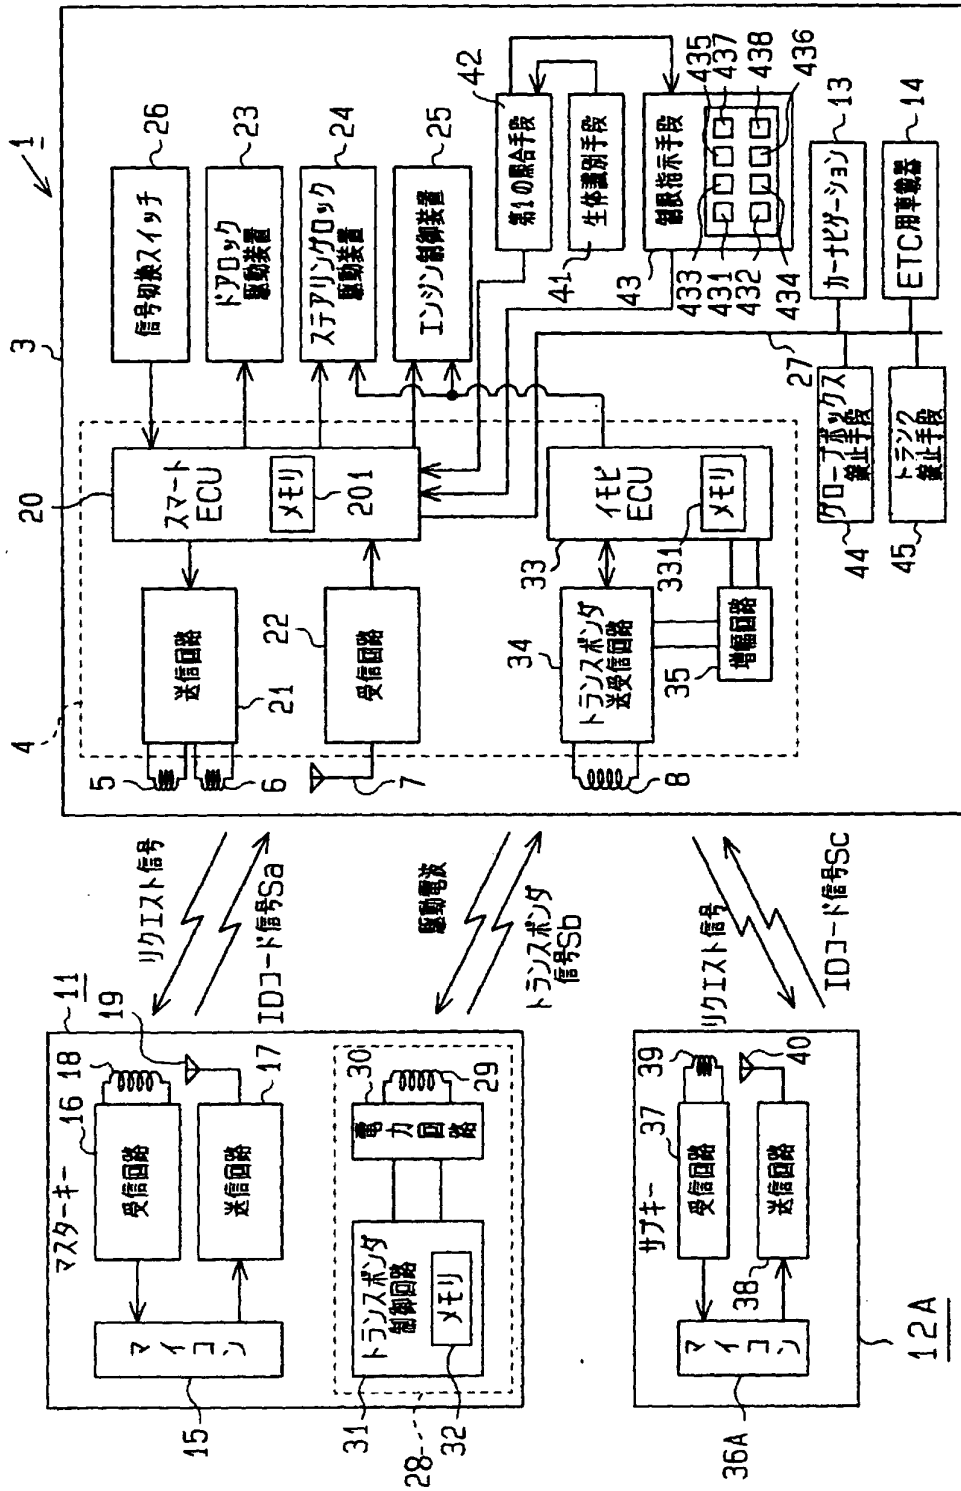 1
3
4
20
スマート
ECU
メモリ
201
信号切換スイッチ
26
ドアロック
駆動装置
23
ステアリングロック
駆動装置
24
エンジン制御装置
25
第1の照合手段
42
生体識別手段
41
制限指示手段
43
433
431
432
434
435
437
438
436
カーナビゲーション
13
ETC用車載器
14
27
グローブボックス
錠止手段
44
トランク
錠止手段
45
送信回路
21
受信回路
22
5
6
7
8
イモビ
ECU
メモリ
33
331
トランスポンダ
送受信回路
34
増幅回路
35
リクエスト信号
IDコード信号Sa
駆動電波
トランスポンダ
信号Sb
リクエスト信号
IDコード信号Sc
11
マスターキー
16
受信回路
18
19
送信回路
17
マイコン
15
電力回路
30
29
トランスポンダ
制御回路
メモリ
31
28
32
サブキー
37
受信回路
39
送信回路
38
40
マイコン
36A
12A